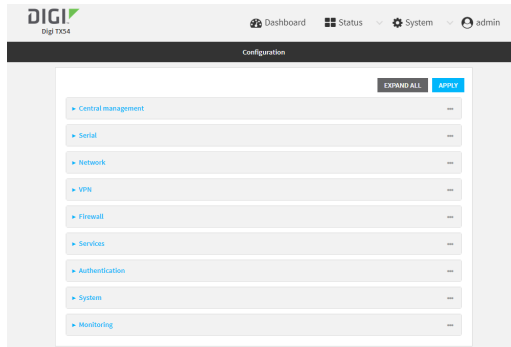 DIGI
Digi TX54
Dashboard Status System admin
Configuration
EXPAND ALL APPLY
Central management
Serial
Network
VPN
Firewall
Services
Authentication
System
Monitoring